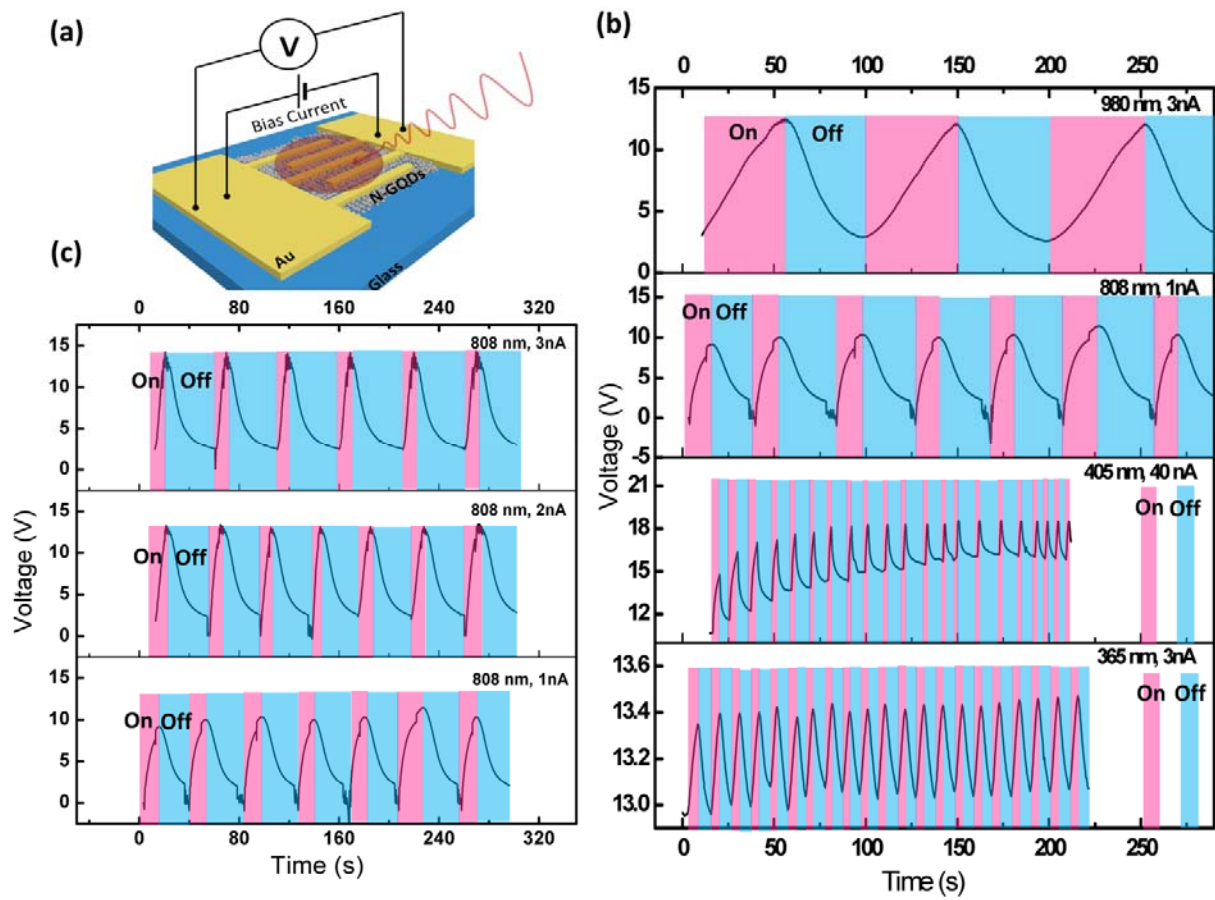 (a)
V
Bias Current
N-GQDs
Au
Glass
(b)
0 50 100 150 200 250
980 nm, 3nA
On Off
15
10
5
0
808 nm, 1nA
On Off
15
10
5
0
-5
405 nm, 40 nA
On Off
21
18
15
12
365 nm, 3nA
On Off
13.6
13.4
13.2
13.0
Voltage (V)
0 50 100 150 200 250
Time (s)
(c)
0 80 160 240 320
808 nm, 3nA
On Off
15
10
5
0
808 nm, 2nA
On Off
15
10
5
0
808 nm, 1nA
On Off
15
10
5
0
Voltage (V)
0 80 160 240 320
Time (s)